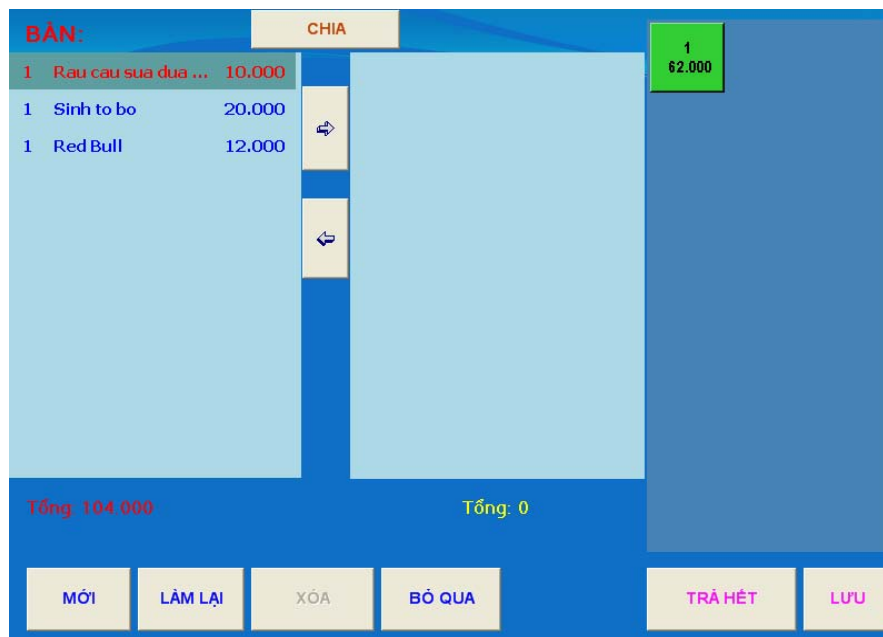 BÀN:
CHIA
1 Rau cau sua dua ... 10.000
1 Sinh to bo 20.000
1 Red Bull 12.000
1
62.000
Tổng: 104.000
Tổng: 0
MỚI
LÀM LẠI
XÓA
BỎ QUA
TRẢ HẾT
LƯU